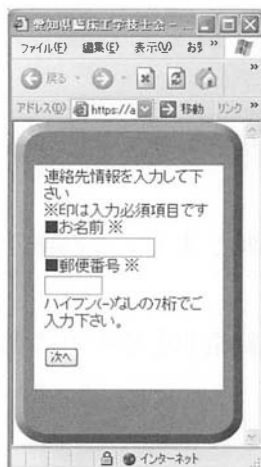 愛知県臨床工学技士会 - ...
ファイル(F) 編集(E) 表示(V) お気 »
戻る
»
アドレス(D) https://a 移動 リンク »
連絡先情報を入力して下
さい
※印は入力必須項目です
■お名前 ※
■郵便番号 ※
ハイフン(-)なしの7桁でご
入力下さい。
次へ
インターネット